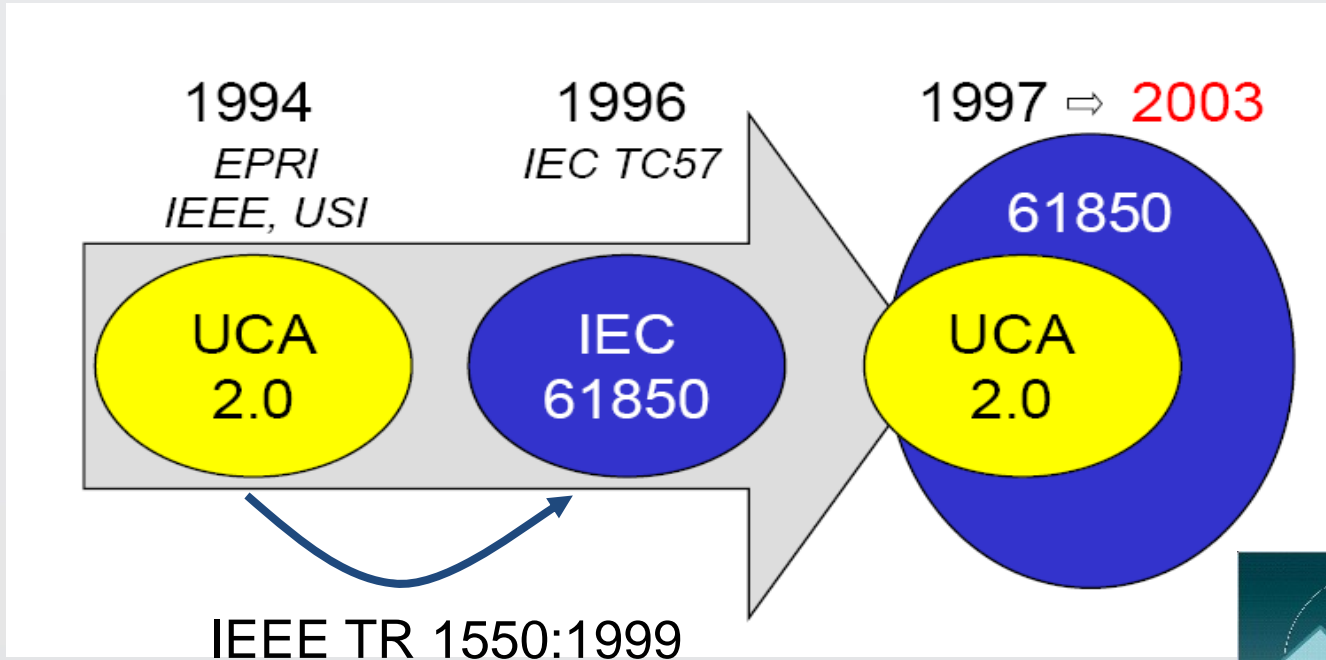 1994
EPRI
IEEE, USI
1996
IEC TC57
1997 ⇨ 2003
UCA
2.0
IEC
61850
61850
UCA
2.0
IEEE TR 1550:1999